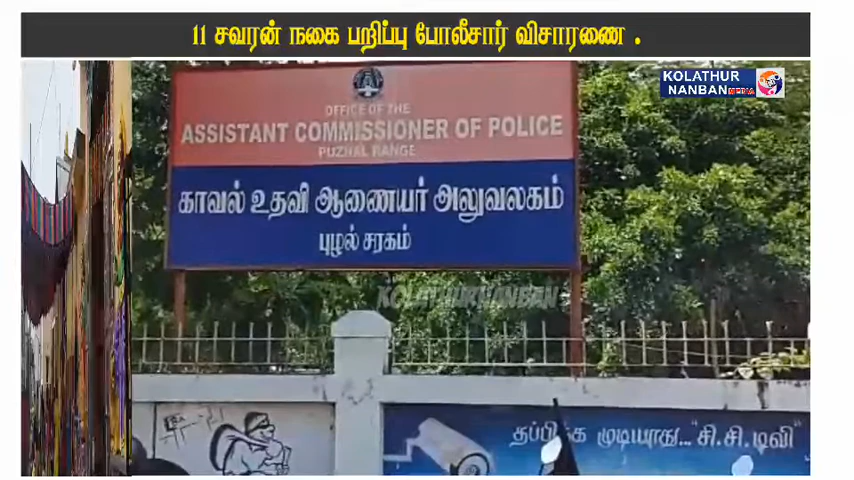 11 சவரன் நகை பறிப்பு போலீசார் விசாரணை .
KOLATHUR
NANBAN MEDIA
OFFICE OF THE
ASSISTANT COMMISSIONER OF POLICE
PUZHAL RANGE
காவல் உதவி ஆணையர் அலுவலகம்
புழல் சரகம்
KOLATHURNANBAN
தப்பிக்க முடியாது..."சி.சி.டிவி"